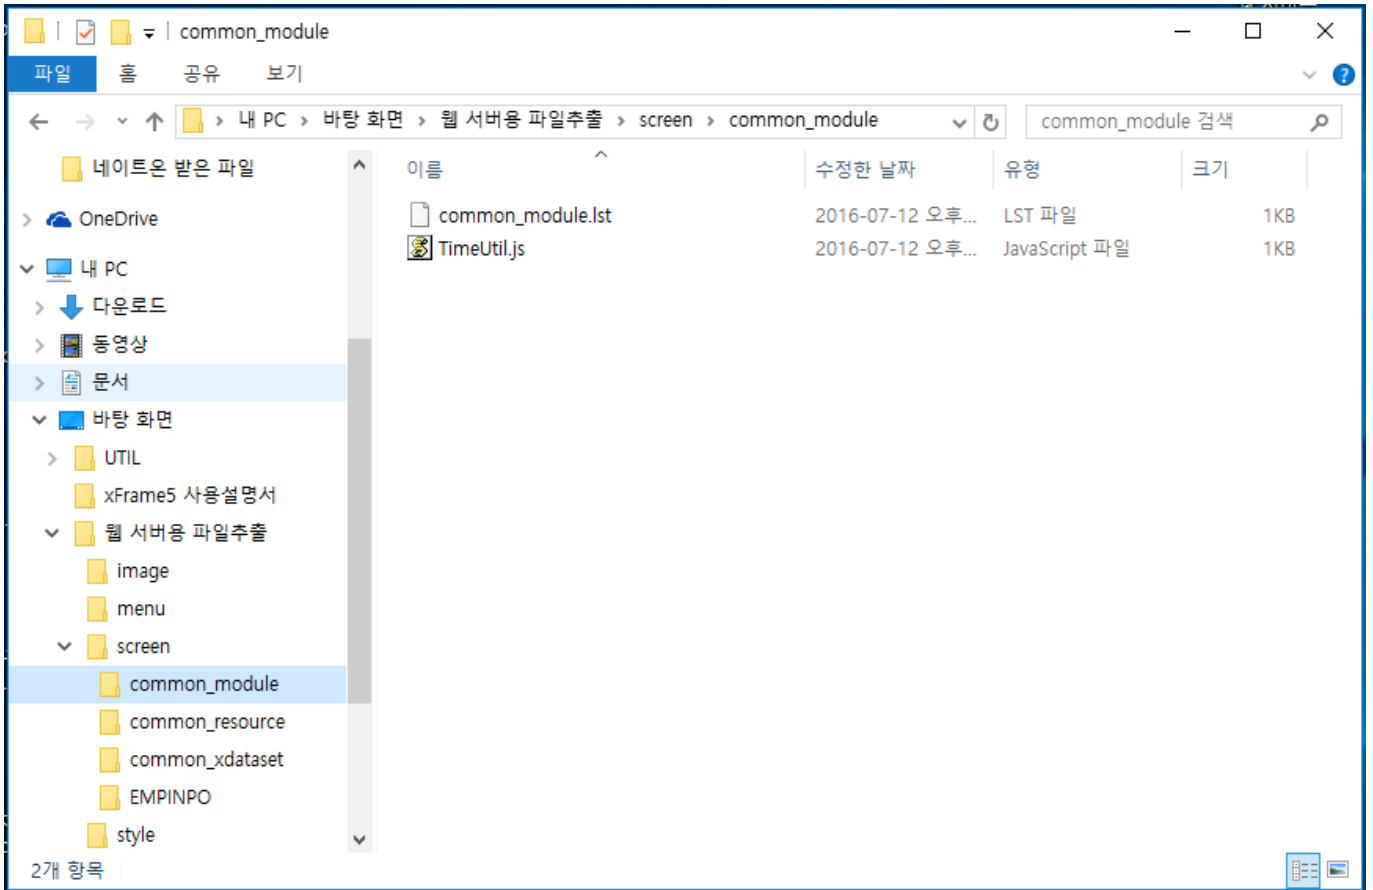 common_module
파일 홈 공유 보기
내 PC 바탕 화면 웹 서버용 파일추출 screen common_module common_module 검색
네이트온 받은 파일
OneDrive
내 PC
다운로드
동영상
문서
바탕 화면
UTIL
xFrame5 사용설명서
웹 서버용 파일추출
image
menu
screen
common_module
common_resource
common_xdataset
EMPINPO
style
이름 수정한 날짜 유형 크기
common_module.lst 2016-07-12 오후... LST 파일 1KB
TimeUtil.js 2016-07-12 오후... JavaScript 파일 1KB
2개 항목